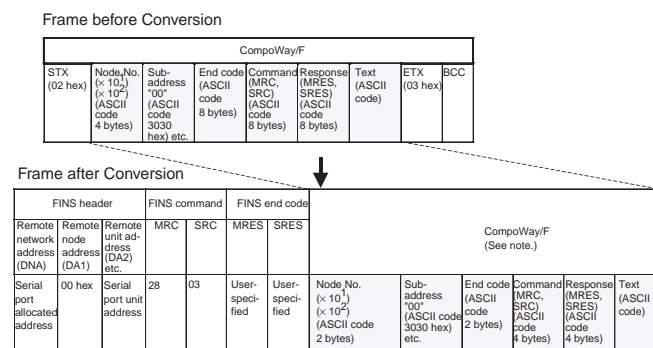 Frame before Conversion
CompoWay/F
STX
(02 hex)
Node No.
(× 10¹)
(× 10²)
(ASCII
code
4 bytes)
Sub-
address
"00"
(ASCII
code
3030
hex) etc.
End code
(ASCII
code
8 bytes)
Command
(MRC,
SRC)
(ASCII
code
8 bytes)
Response
(MRES,
SRES)
(ASCII
code
8 bytes)
Text
(ASCII
code)
ETX
(03 hex)
BCC
Frame after Conversion
FINS header
FINS command
FINS end code
CompoWay/F
(See note.)
Remote
network
address
(DNA)
Remote
node
address
(DA1)
Remote
unit ad-
dress
(DA2)
etc.
MRC
SRC
MRES
SRES
Serial
port
allocated
address
00 hex
Serial
port unit
address
28
03
User-
speci-
fied
User-
speci-
fied
Node No.
(× 10¹)
(× 10²)
(ASCII code
2 bytes)
Sub-
address
"00"
(ASCII code
3030 hex)
etc.
End code
(ASCII
code
2 bytes)
Command
(MRC,
SRC)
(ASCII
code
4 bytes)
Response
(MRES,
SRES)
(ASCII
code
4 bytes)
Text
(ASCII
code)